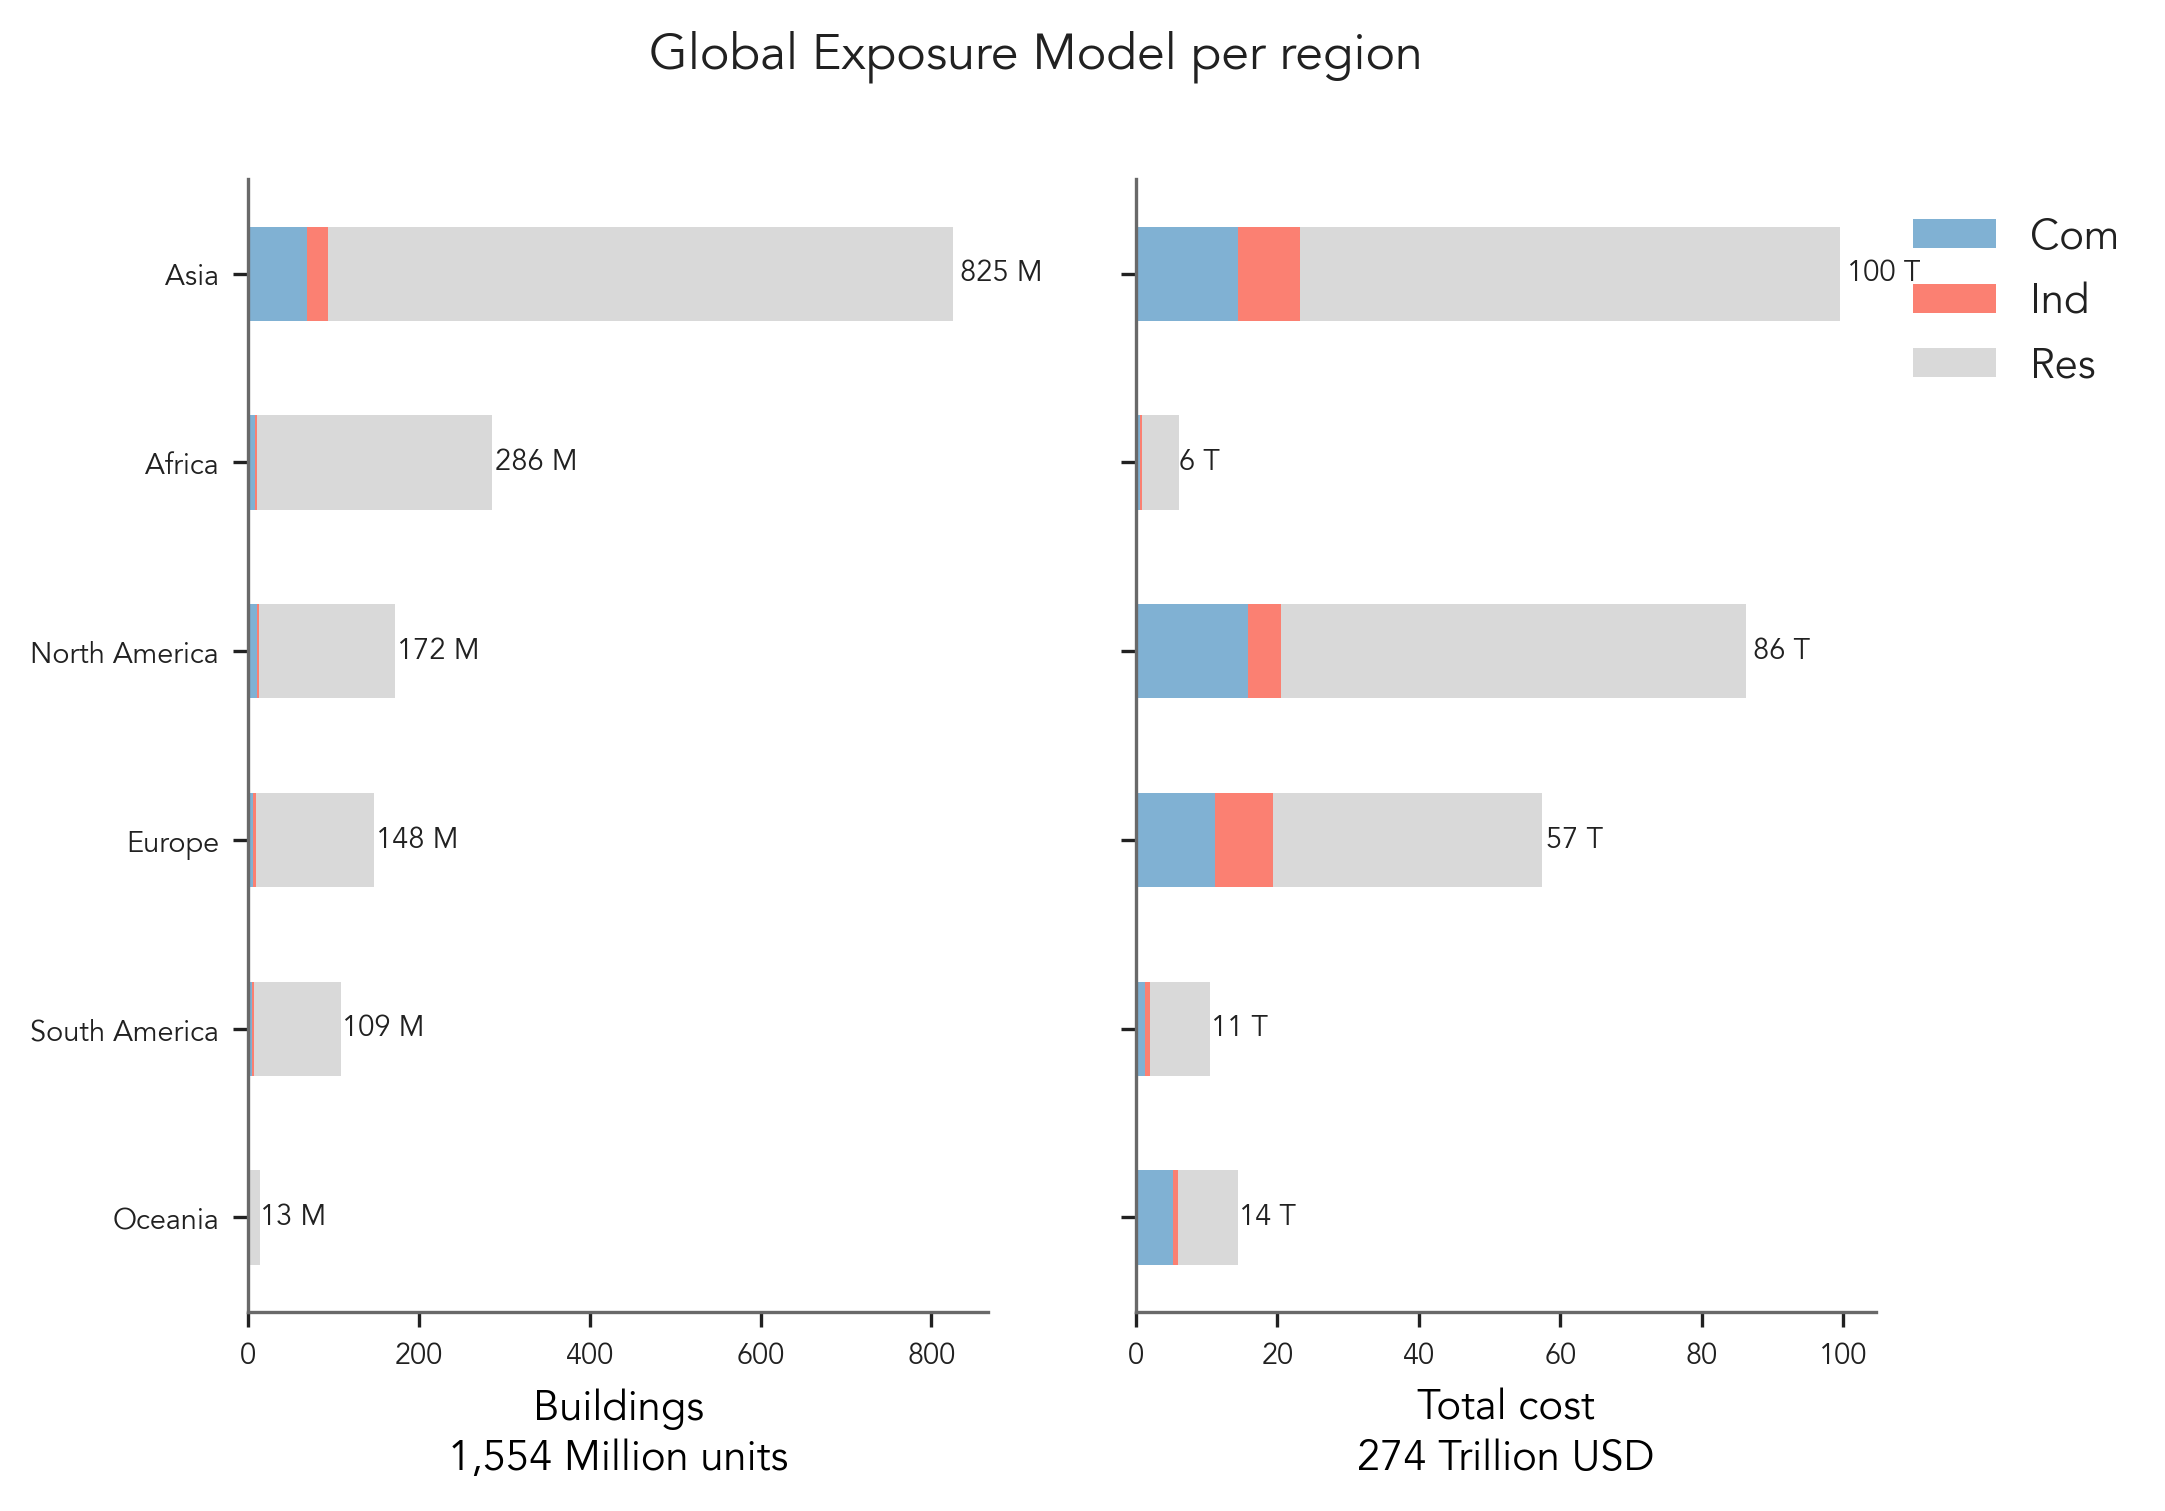 Global Exposure Model per region
Asia
Africa
North America
Europe
South America
Oceania
825 M
286 M
172 M
148 M
109 M
13 M
0 200 400 600 800
Buildings
1,554 Million units
100 T
6 T
86 T
57 T
11 T
14 T
0 20 40 60 80 100
Total cost
274 Trillion USD
Com
Ind
Res